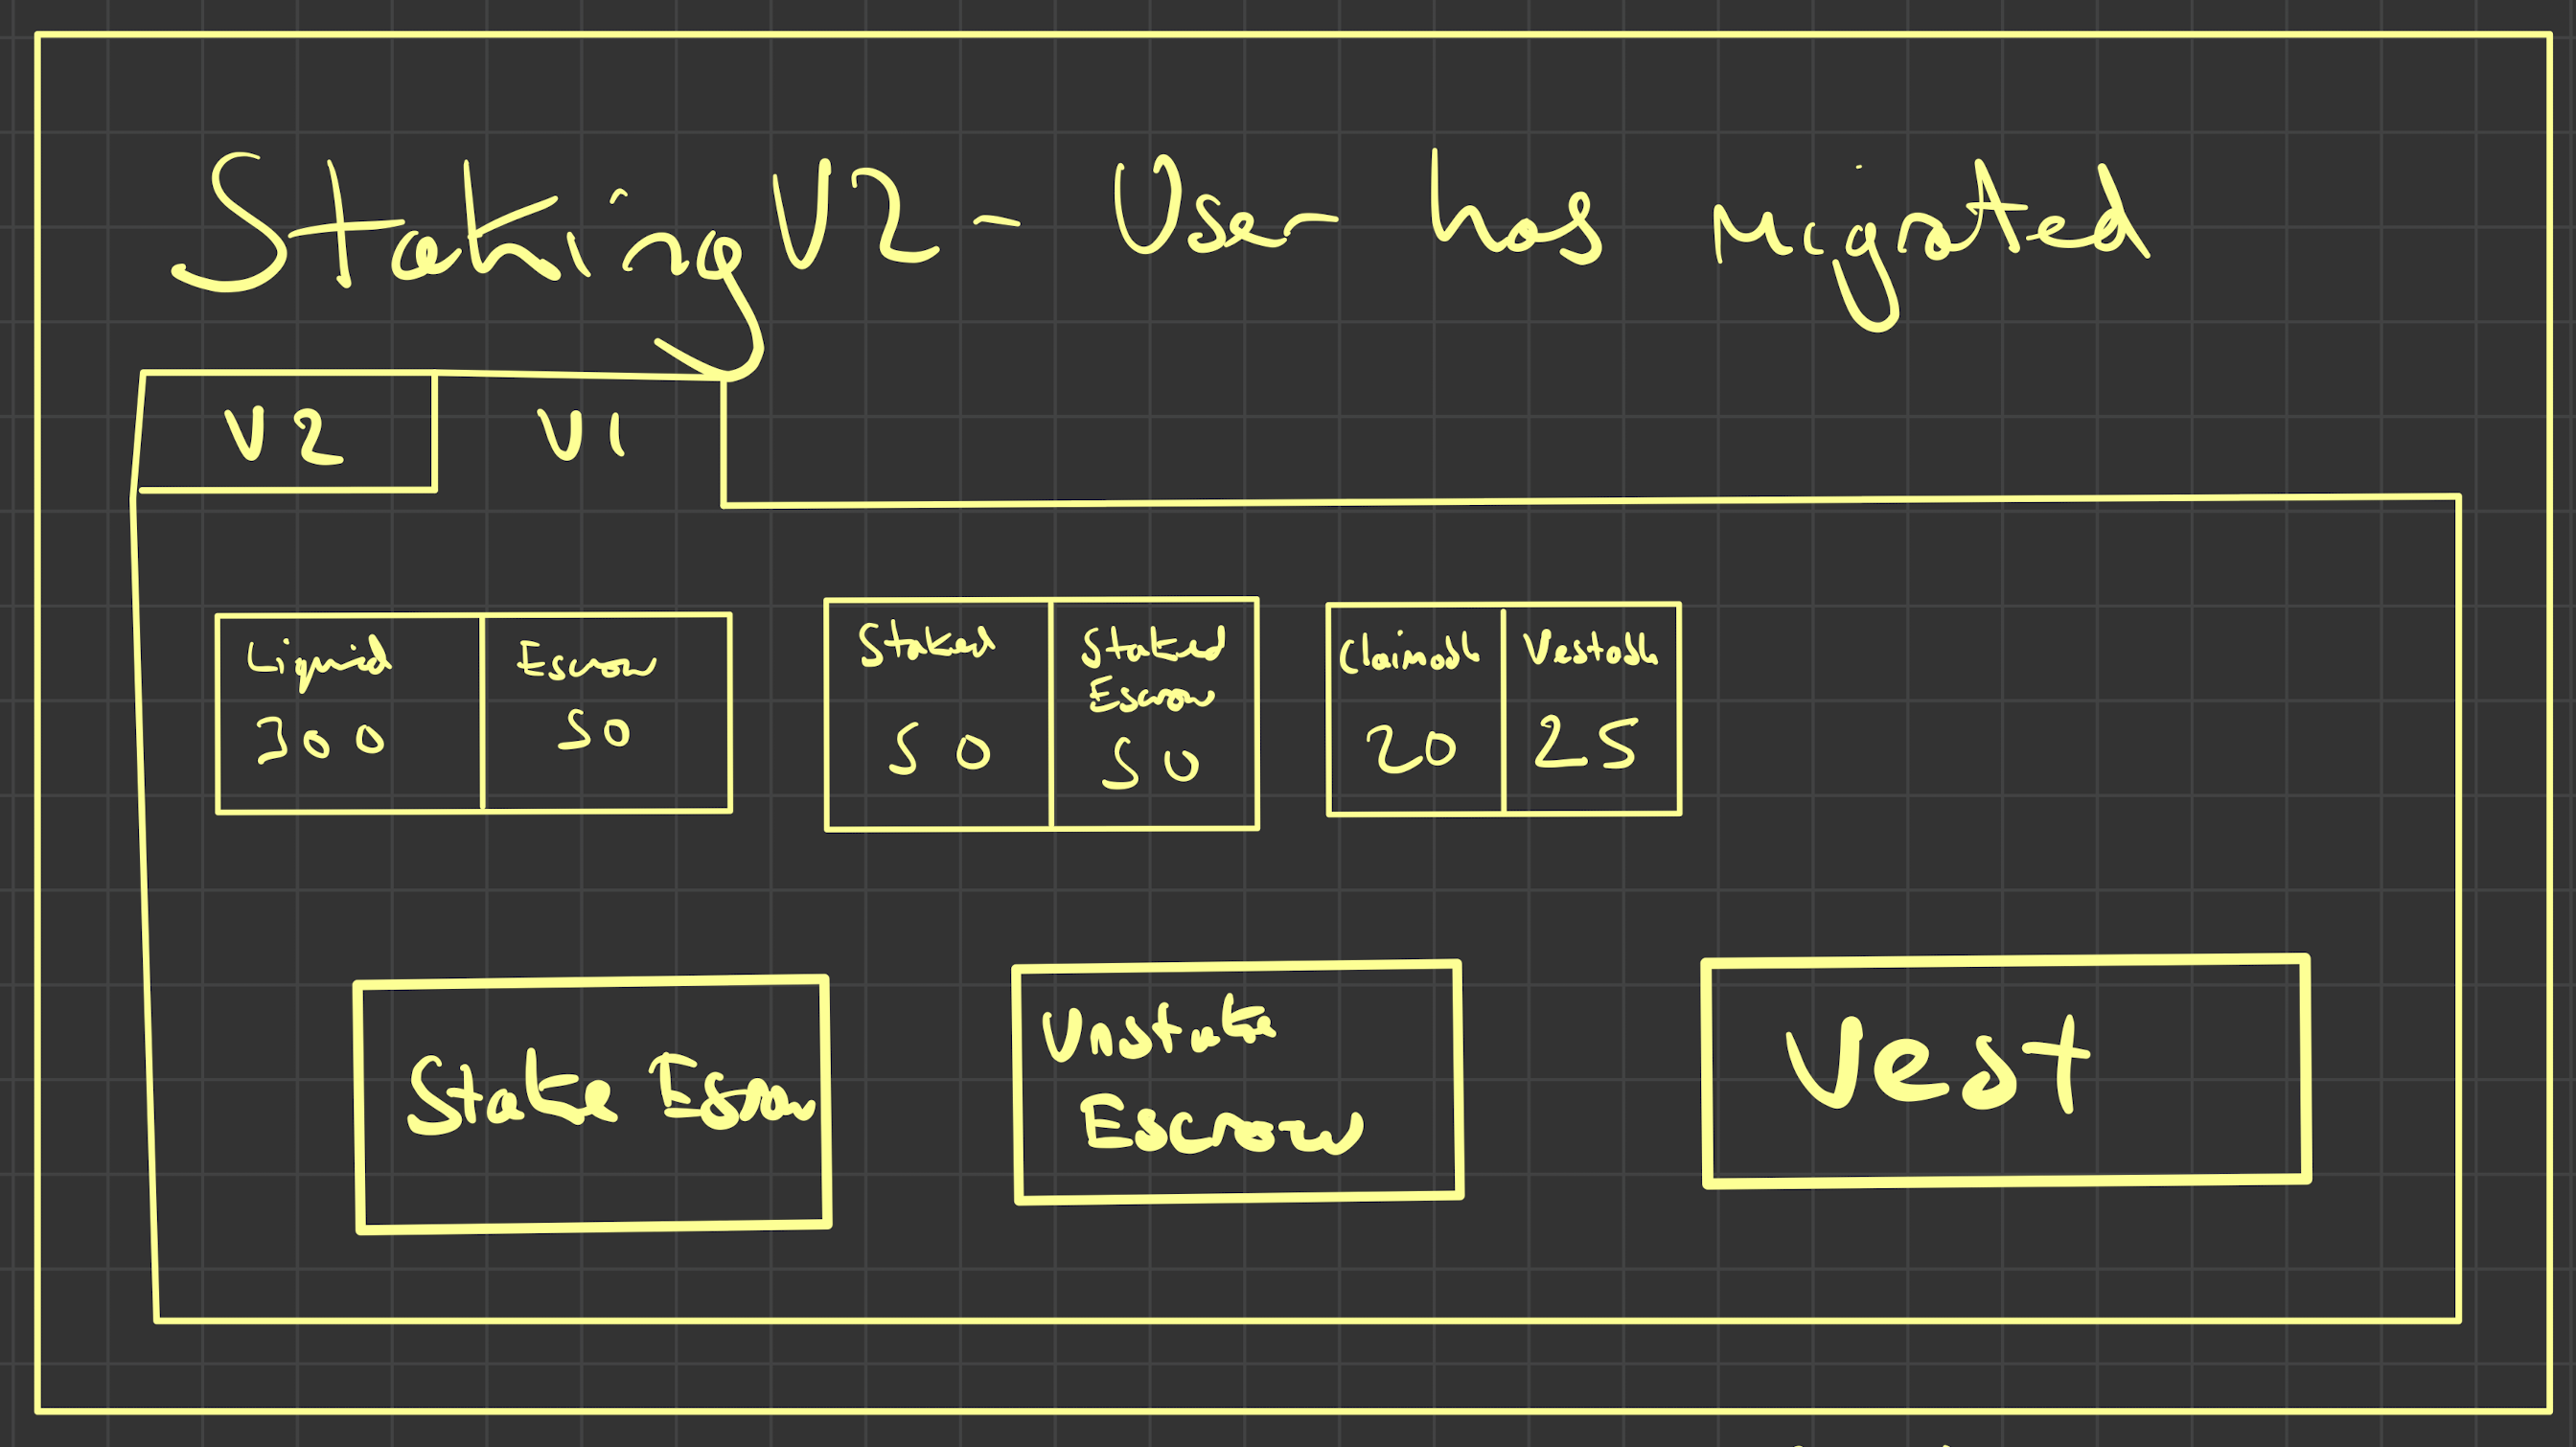 Staking V2 - User has Migrated
V2 V1
Liquid Escrow
300 50
Staked Staked
Escrow
50 50
Claimable Vestable
20 25
Stake Escrow
Unstake
Escrow
Vest